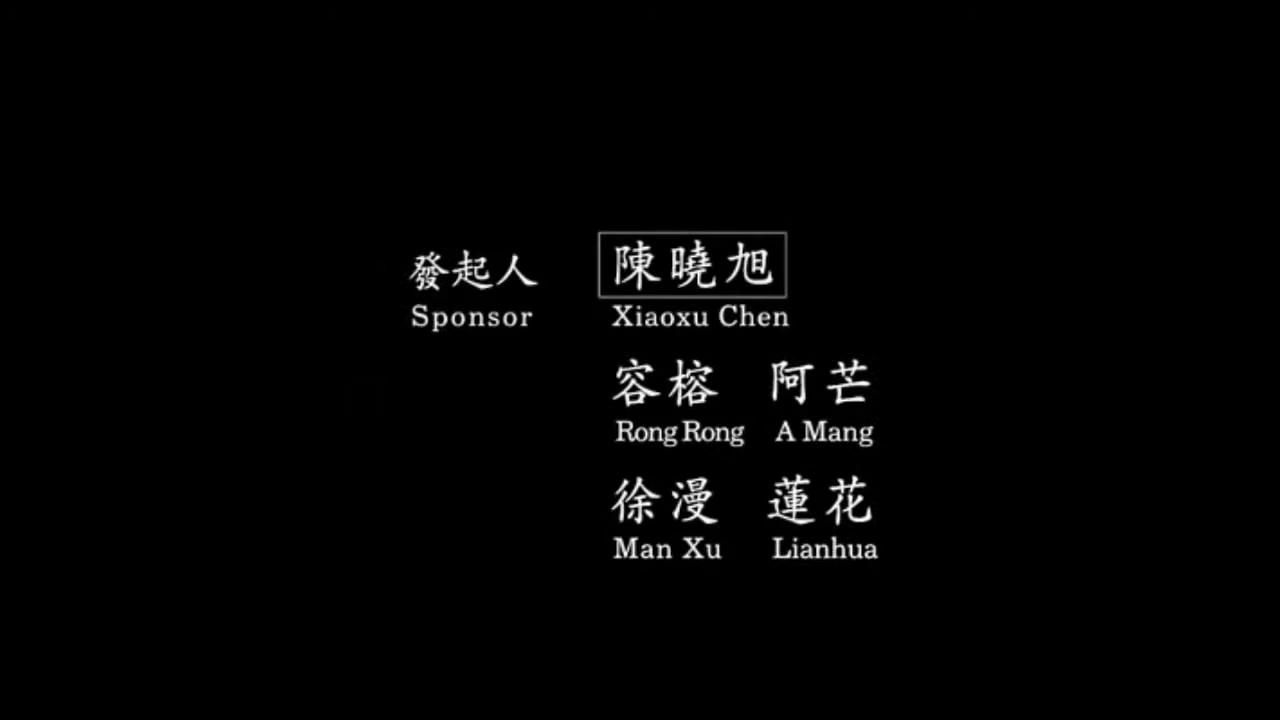 發起人 陳曉旭
Sponsor Xiaoxu Chen
容榕 阿芒
Rong Rong A Mang
徐漫 蓮花
Man Xu Lianhua